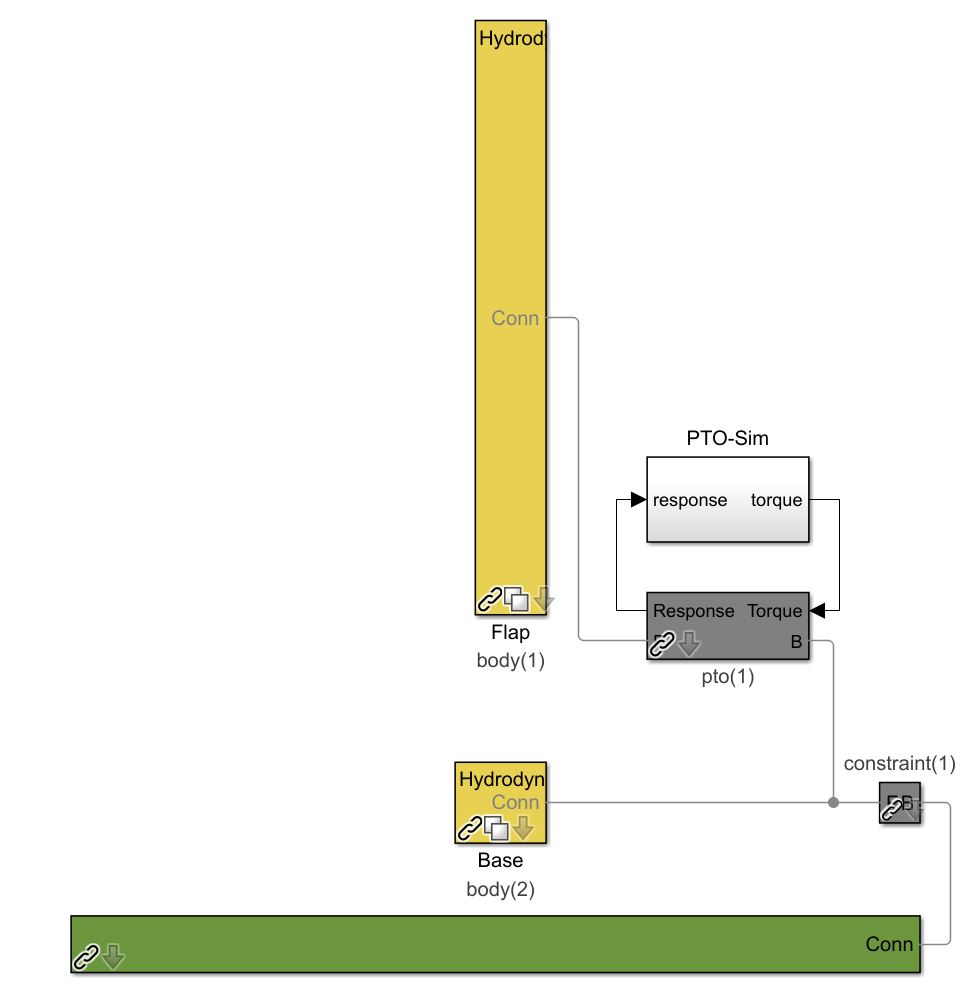 Hydrod
Conn
PTO-Sim
response torque
Response Torque
B
pto(1)
Flap
body(1)
constraint(1)
Hydrodyn
Conn
B
Base
body(2)
Conn